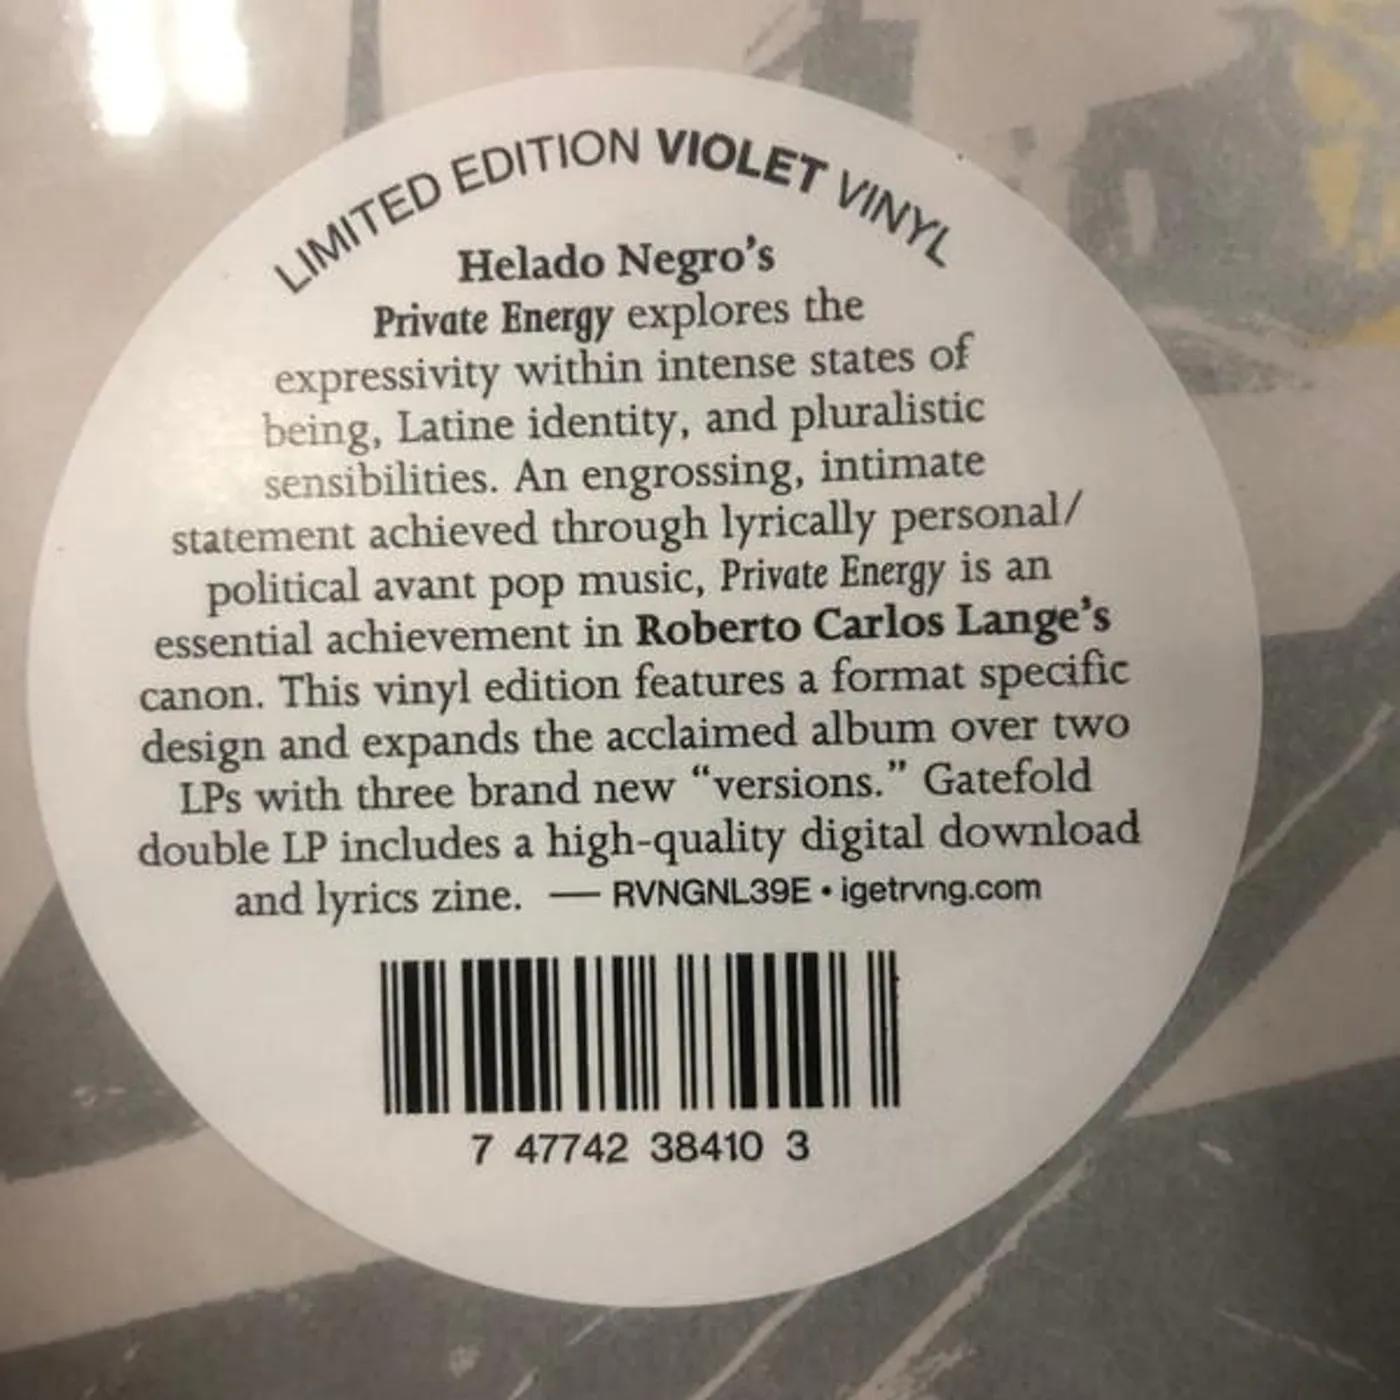 LIMITED EDITION VIOLET VINYL
Helado Negro's
Private Energy explores the
expressivity within intense states of
being, Latine identity, and pluralistic
sensibilities. An engrossing, intimate
statement achieved through lyrically personal/
political avant pop music, Private Energy is an
essential achievement in Roberto Carlos Lange's
canon. This vinyl edition features a format specific
design and expands the acclaimed album over two
LPs with three brand new “versions.” Gatefold
double LP includes a high-quality digital download
and lyrics zine. — RVNGNL39E • igetrvng.com
7 47742 38410 3